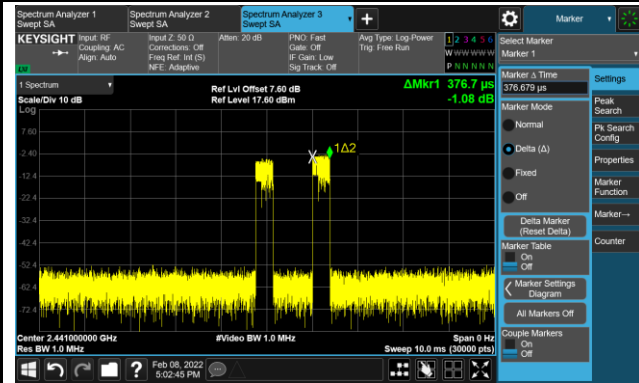 Spectrum Analyzer 1
Swept SA
Spectrum Analyzer 2
Swept SA
Spectrum Analyzer 3
Swept SA
Marker
KEYSIGHT
Input: RF
Coupling: AC
Align: Auto
Input Z: 50 Ω
Corrections: Off
Freq Ref: Int (S)
NFE: Adaptive
Atten: 20 dB
PNO: Fast
Gate: Off
IF Gain: Low
Sig Track: Off
Avg Type: Log-Power
Trig: Free Run
1 2 3 4 5 6
W W W W W W
P N N N N N
Select Marker
Marker 1
1 Spectrum
Scale/Div 10 dB
Log
Ref Lvl Offset 7.60 dB
Ref Level 17.60 dBm
ΔMkr1 376.7 µs
-1.08 dB
7.60
-2.40
-12.4
-22.4
-32.4
-42.4
-52.4
-62.4
-72.4
X
1Δ2
Center 2.441000000 GHz
Res BW 1.0 MHz
#Video BW 1.0 MHz
Span 0 Hz
Sweep 10.0 ms (30000 pts)
Marker Δ Time
376.679 µs
Marker Mode
Normal
Delta (Δ)
Fixed
Off
Delta Marker
(Reset Delta)
Marker Table
On
Off
Marker Settings
Diagram
All Markers Off
Couple Markers
On
Off
Settings
Peak
Search
Pk Search
Config
Properties
Marker
Function
Marker→
Counter
?
Feb 08, 2022
5:02:45 PM